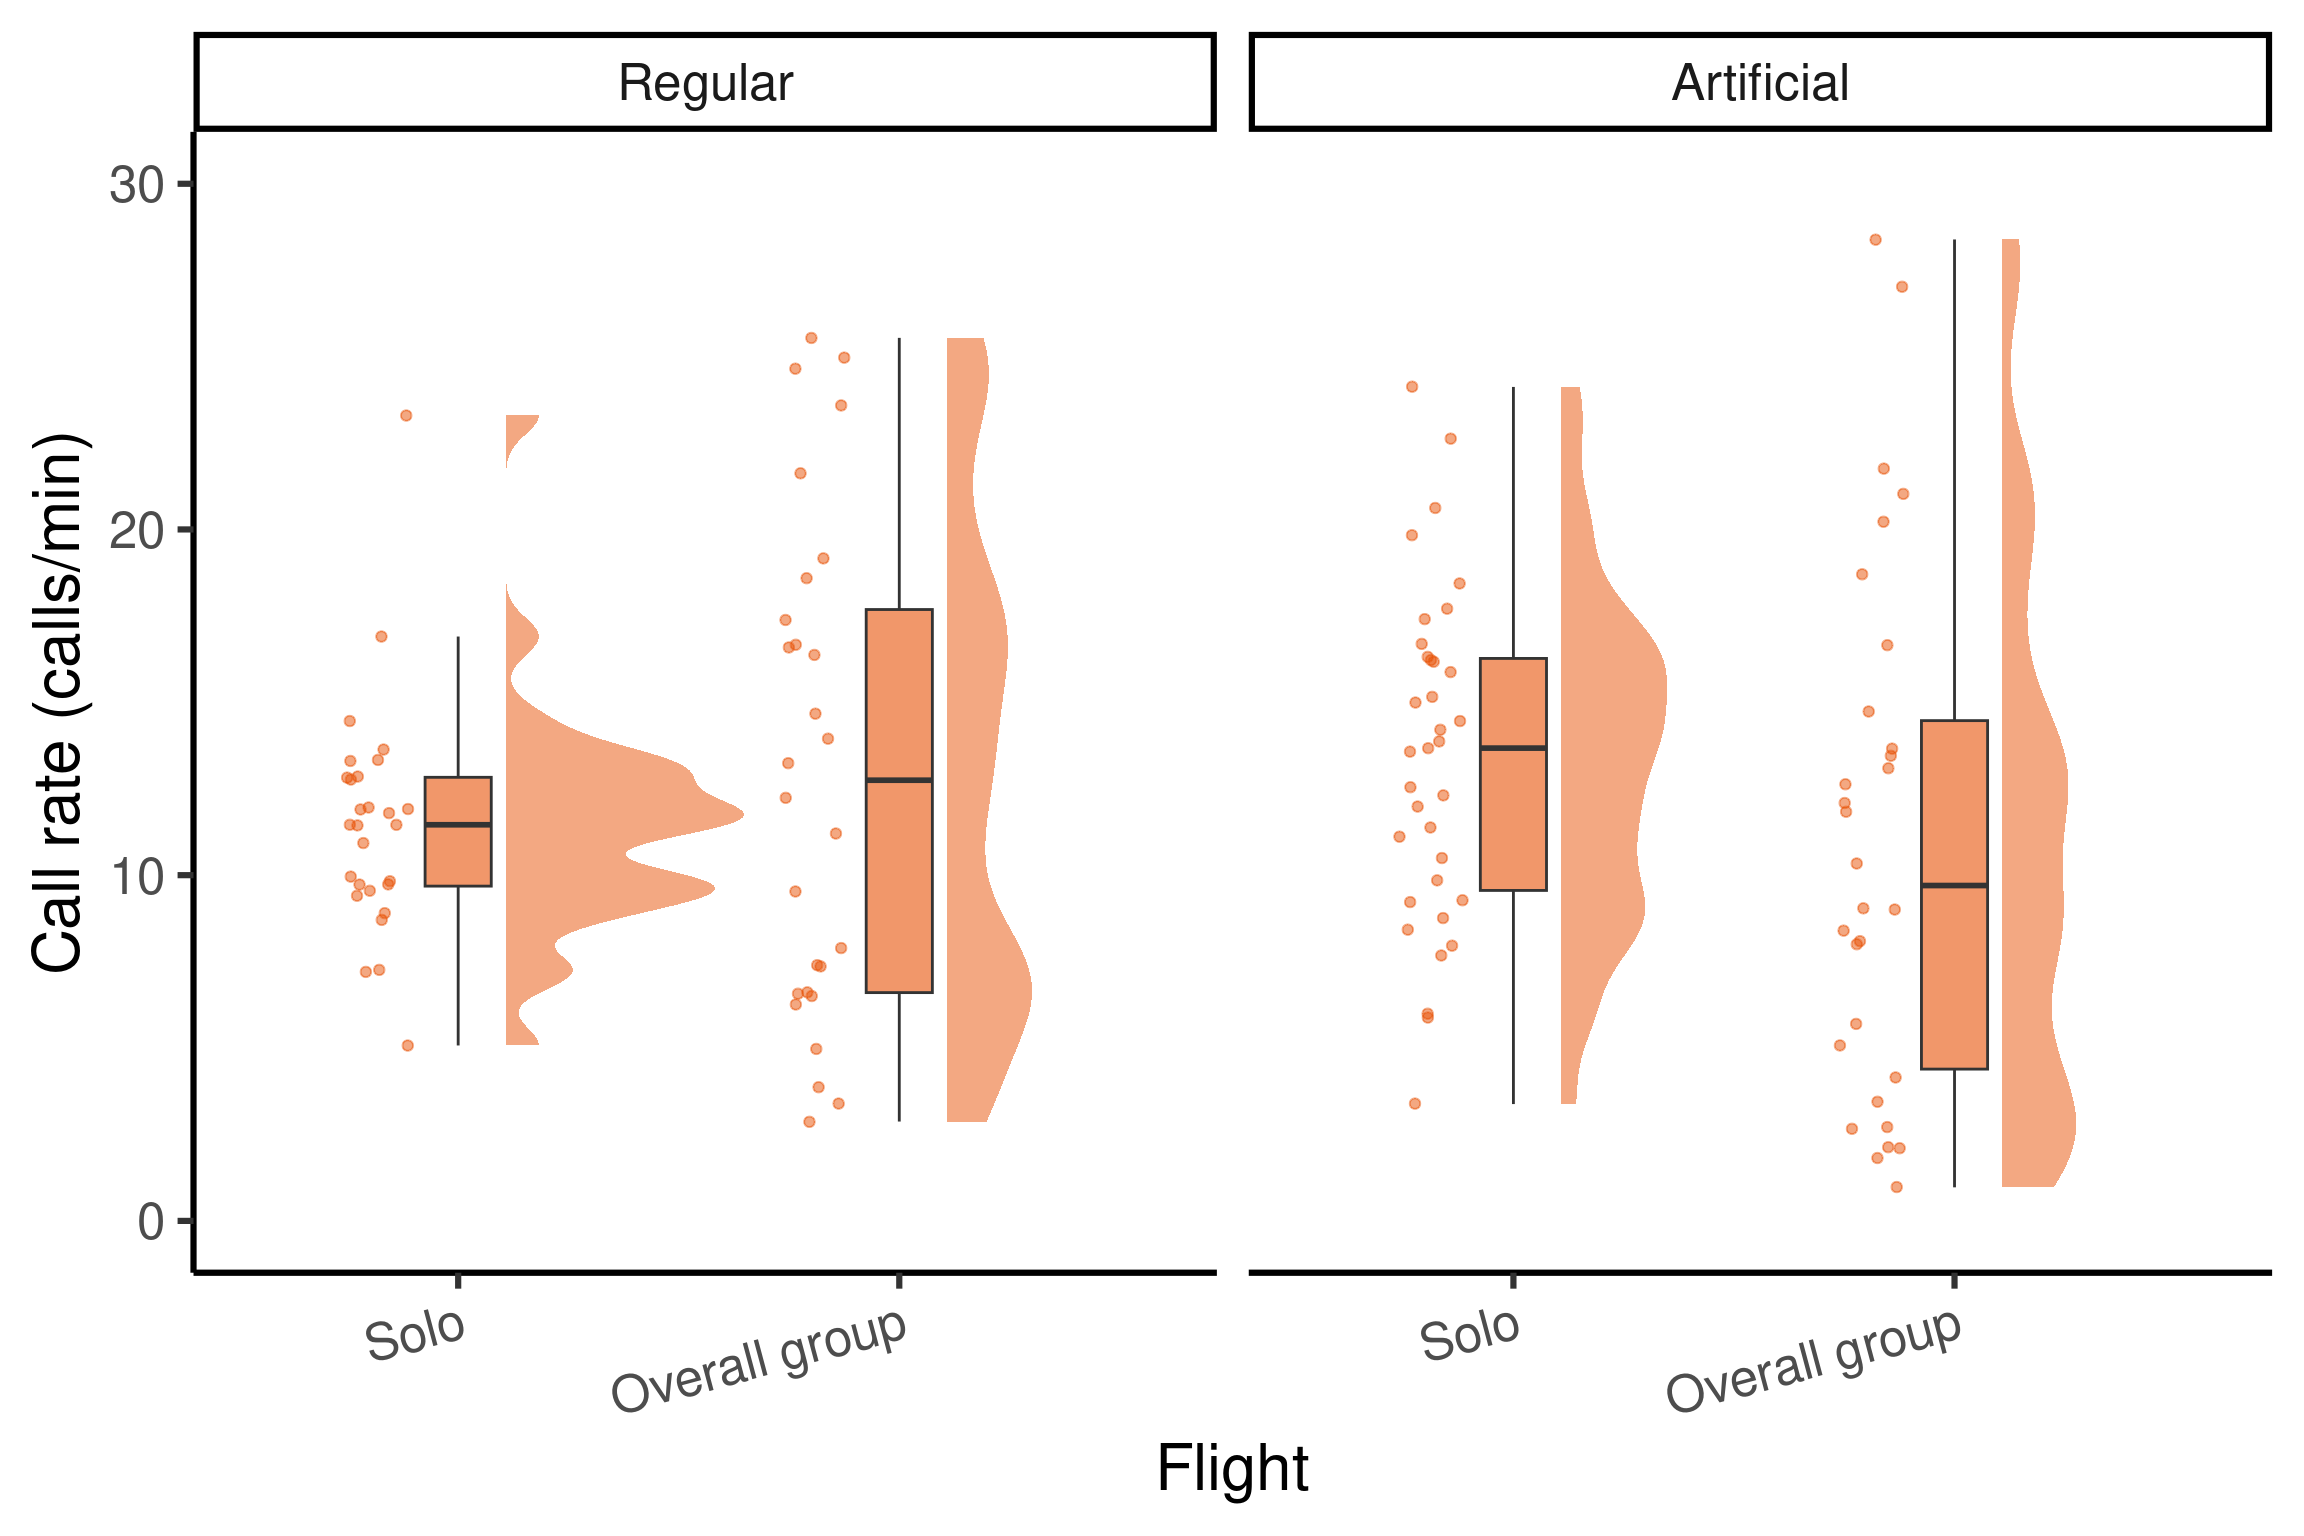 Regular
Artificial
30
20
10
0
Call rate (calls/min)
Solo
Overall group
Solo
Overall group
Flight